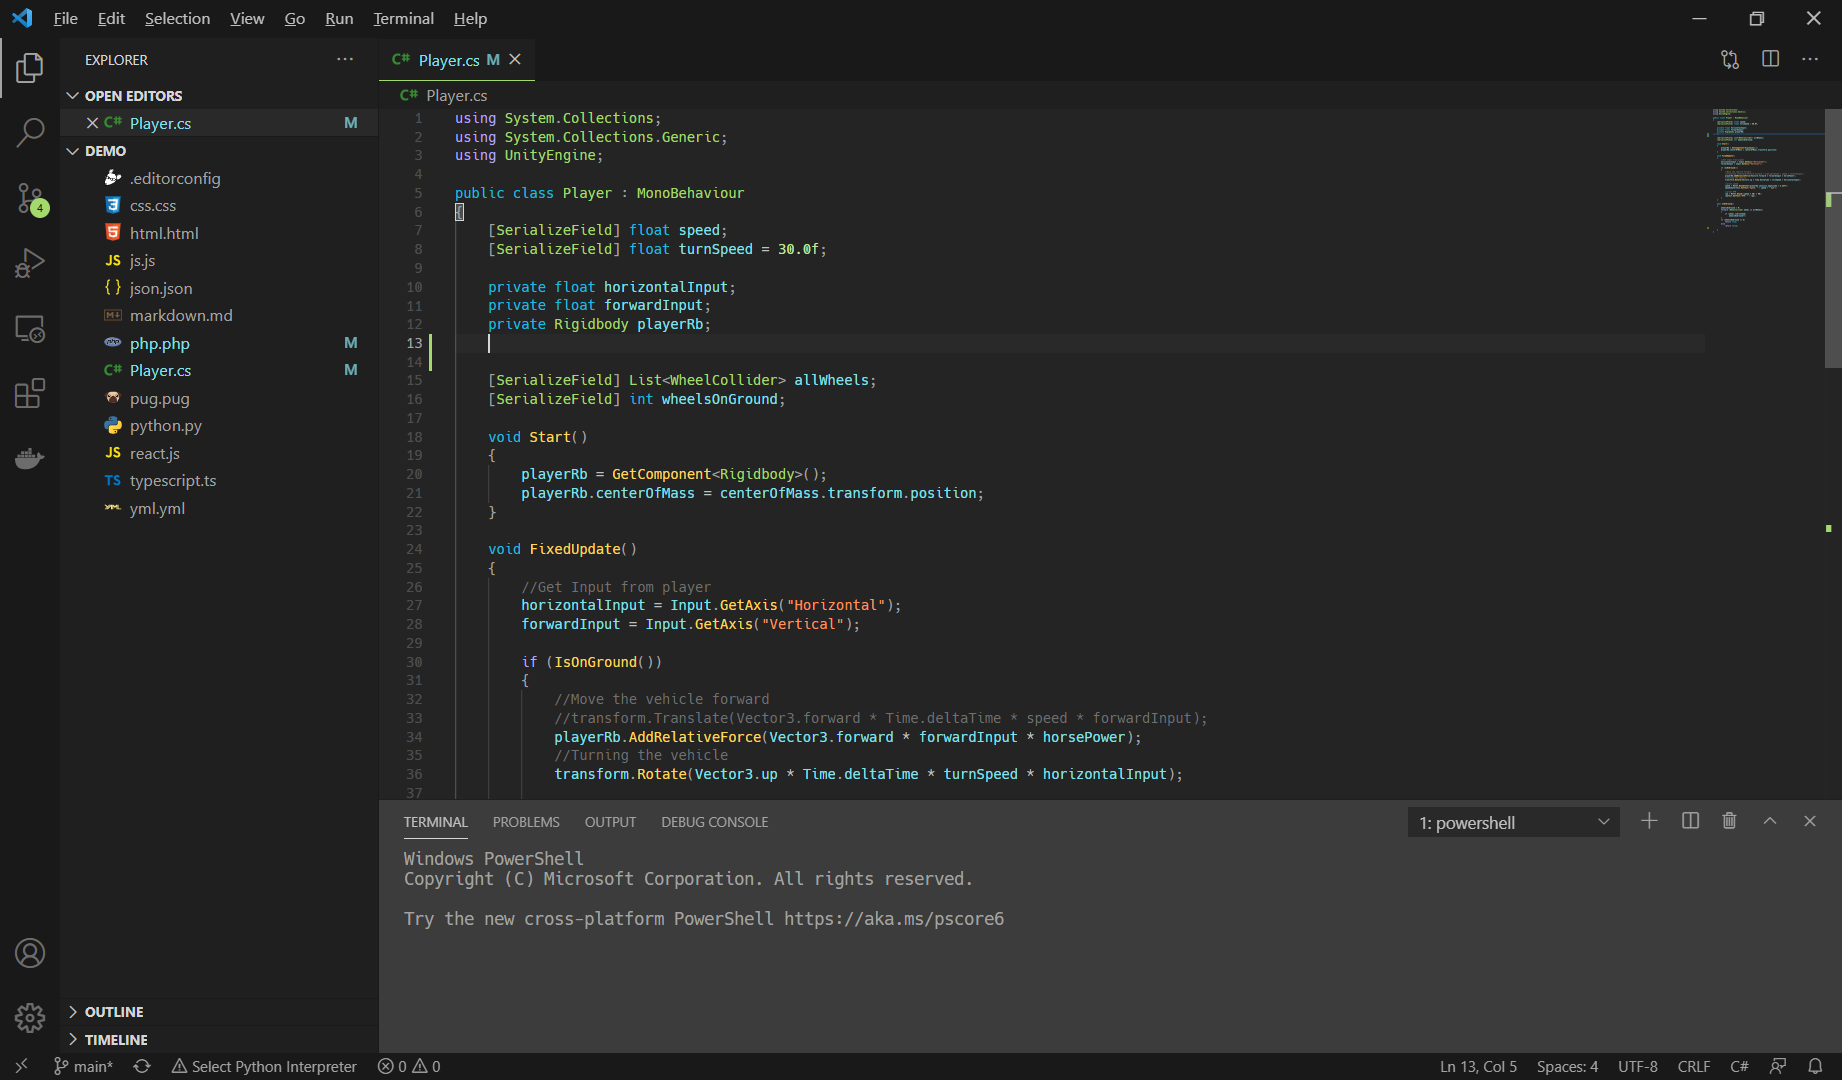 File Edit Selection View Go Run Terminal Help
EXPLORER
OPEN EDITORS
C# Player.cs M
DEMO
.editorconfig
3 css.css
5 html.html
JS js.js
{ } json.json
M markdown.md
php php.php M
C# Player.cs M
pug.pug
python.py
JS react.js
TS typescript.ts
YML yml.yml
OUTLINE
TIMELINE
4
C# Player.cs M
C# Player.cs
1 using System.Collections;
2 using System.Collections.Generic;
3 using UnityEngine;
4
5 public class Player : MonoBehaviour
6 {
7 [SerializeField] float speed;
8 [SerializeField] float turnSpeed = 30.0f;
9
10 private float horizontalInput;
11 private float forwardInput;
12 private Rigidbody playerRb;
13
14
15 [SerializeField] List<WheelCollider> allWheels;
16 [SerializeField] int wheelsOnGround;
17
18 void Start()
19 {
20 playerRb = GetComponent<Rigidbody>();
21 playerRb.centerOfMass = centerOfMass.transform.position;
22 }
23
24 void FixedUpdate()
25 {
26 //Get Input from player
27 horizontalInput = Input.GetAxis("Horizontal");
28 forwardInput = Input.GetAxis("Vertical");
29
30 if (IsOnGround())
31 {
32 //Move the vehicle forward
33 //transform.Translate(Vector3.forward * Time.deltaTime * speed * forwardInput);
34 playerRb.AddRelativeForce(Vector3.forward * forwardInput * horsePower);
35 //Turning the vehicle
36 transform.Rotate(Vector3.up * Time.deltaTime * turnSpeed * horizontalInput);
37
TERMINAL PROBLEMS OUTPUT DEBUG CONSOLE 1: powershell
Windows PowerShell
Copyright (C) Microsoft Corporation. All rights reserved.
Try the new cross-platform PowerShell https://aka.ms/pscore6
main* Select Python Interpreter 0 0 Ln 13, Col 5 Spaces: 4 UTF-8 CRLF C#